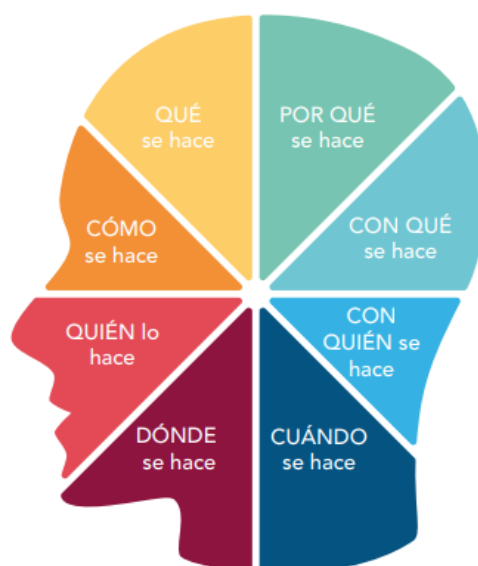 QUÉ
se hace
POR QUÉ
se hace
CÓMO
se hace
CON QUÉ
se hace
QUIÉN lo
hace
CON
QUIÉN se
hace
DÓNDE
se hace
CUÁNDO
se hace